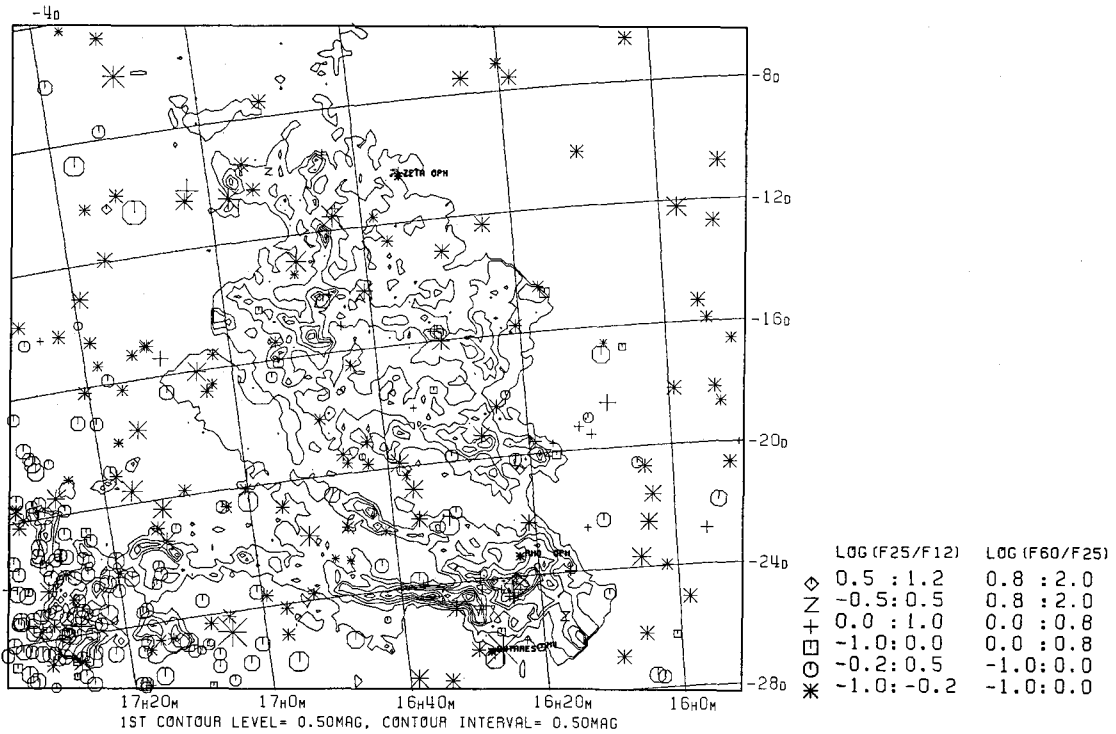 -4D
-8D
ZETA OPH
-12D
-16D
-20D
RHO OPH
-24D
-28D
17H20M 17H0M 16H40M 16H20M 16H0M
1ST CONTOUR LEVEL= 0.50MAG, CONTOUR INTERVAL= 0.50MAG
LOG(F25/F12) LOG(F60/F25)
0.5 : 1.2 0.8 : 2.0
-0.5: 0.5 0.8 : 2.0
0.0 : 1.0 0.0 : 0.8
-1.0: 0.0 0.0 : 0.8
-0.2: 0.5 -1.0: 0.0
-1.0:-0.2 -1.0: 0.0